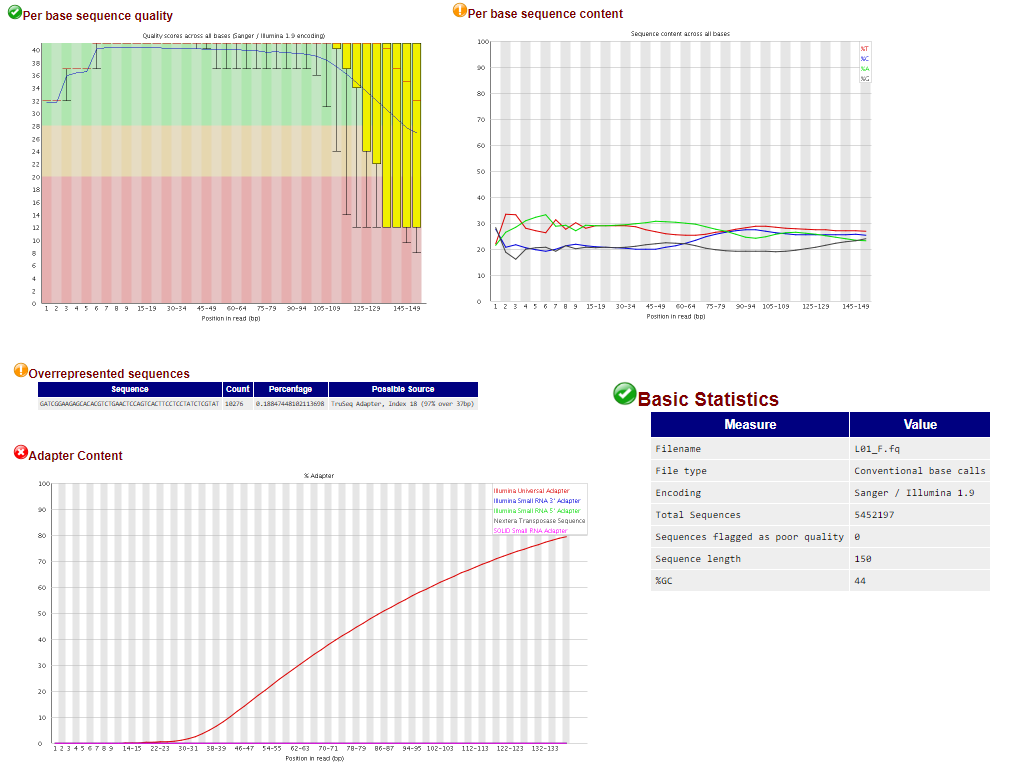 Per base sequence quality
Quality scores across all bases (Sanger / Illumina 1.9 encoding)
40
38
36
34
32
30
28
26
24
22
20
18
16
14
12
10
8
6
4
2
0
1 2 3 4 5 6 7 8 9 15-19 30-34 45-49 60-64 75-79 90-94 105-109 125-129 145-149
Position in read (bp)
Per base sequence content
Sequence content across all bases
100
90
80
70
60
50
40
30
20
10
0
%T
%C
%A
%G
1 2 3 4 5 6 7 8 9 15-19 30-34 45-49 60-64 75-79 90-94 105-109 125-129 145-149
Position in read (bp)
Overrepresented sequences
Sequence Count Percentage Possible Source
GATCGGAAGAGCACACGTCTGAACTCCAGTCACTTCCTCCTATCTCGTAT 10276 0.18847448102113698 TruSeq Adapter, Index 18 (97% over 37bp)
Adapter Content
% Adapter
100
90
80
70
60
50
40
30
20
10
0
Illumina Universal Adapter
Illumina Small RNA 3' Adapter
Illumina Small RNA 5' Adapter
Nextera Transposase Sequence
SOLID Small RNA Adapter
1 2 3 4 5 6 7 8 9 14-15 22-23 30-31 38-39 46-47 54-55 62-63 70-71 78-79 86-87 94-95 102-103 112-113 122-123 132-133
Position in read (bp)
Basic Statistics
Measure Value
Filename L01_F.fq
File type Conventional base calls
Encoding Sanger / Illumina 1.9
Total Sequences 5452197
Sequences flagged as poor quality 0
Sequence length 150
%GC 44